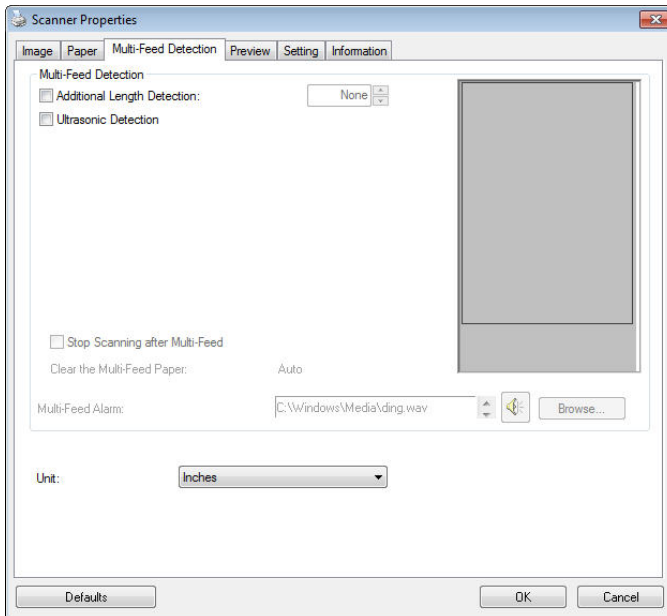 Scanner Properties
Image Paper Multi-Feed Detection Preview Setting Information
Multi-Feed Detection
Additional Length Detection: None
Ultrasonic Detection
Stop Scanning after Multi-Feed
Clear the Multi-Feed Paper: Auto
Multi-Feed Alarm: C:\Windows\Media\ding.wav Browse...
Unit: Inches
Defaults OK Cancel